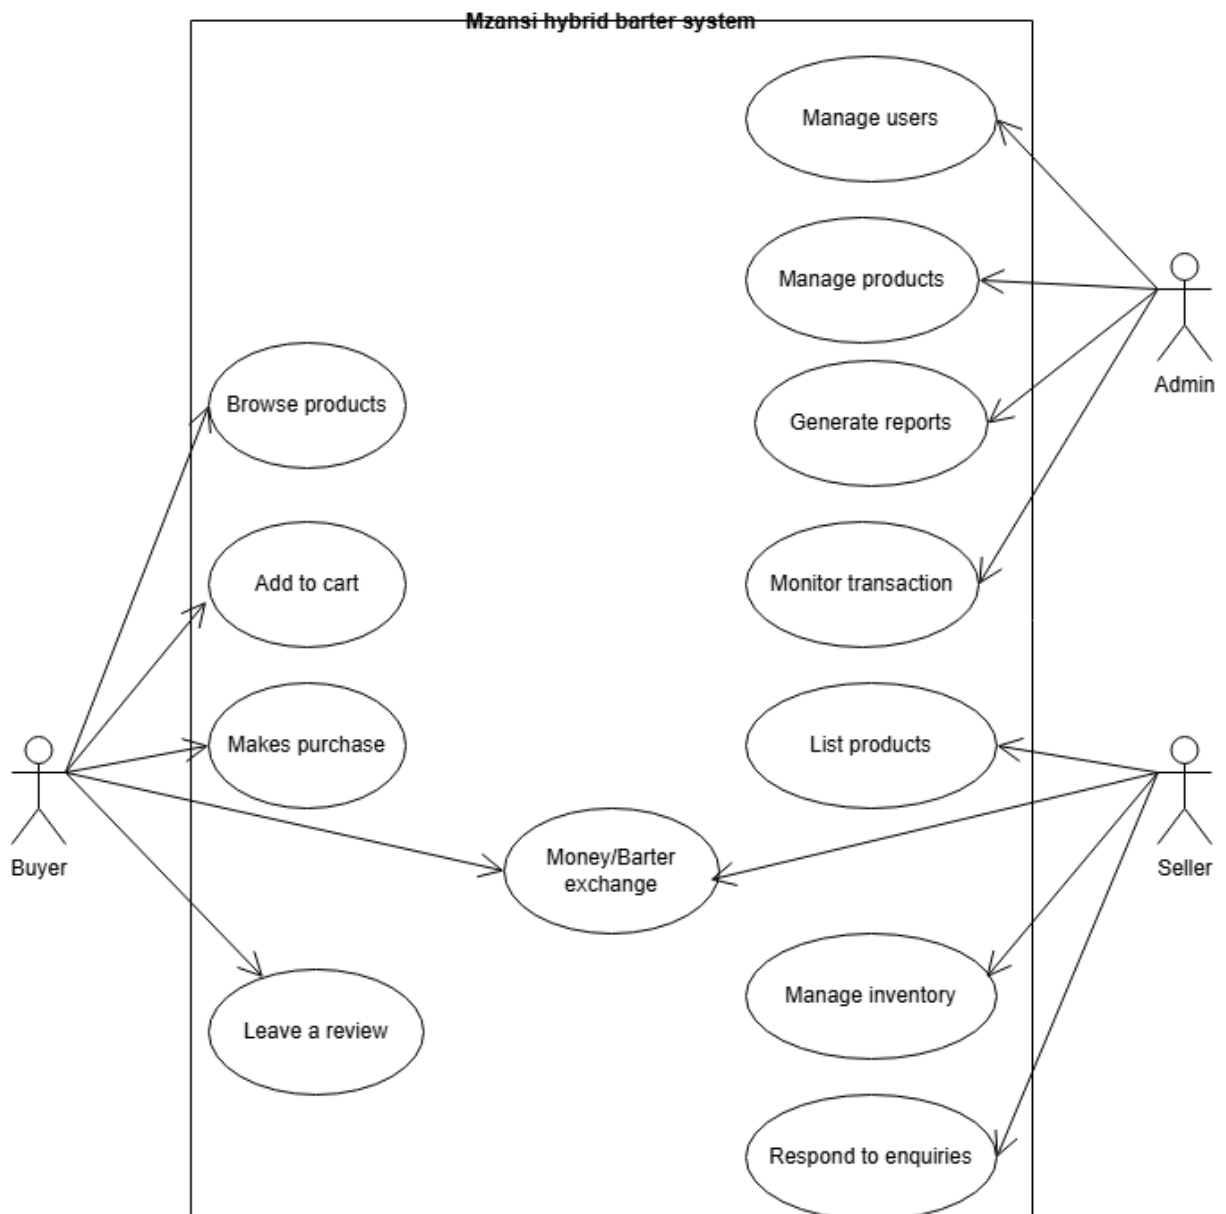 Mzansi hybrid barter system
Manage users
Manage products
Admin
Browse products
Generate reports
Add to cart
Monitor transaction
Makes purchase
List products
Buyer
Money/Barter
exchange
Seller
Manage inventory
Leave a review
Respond to enquiries